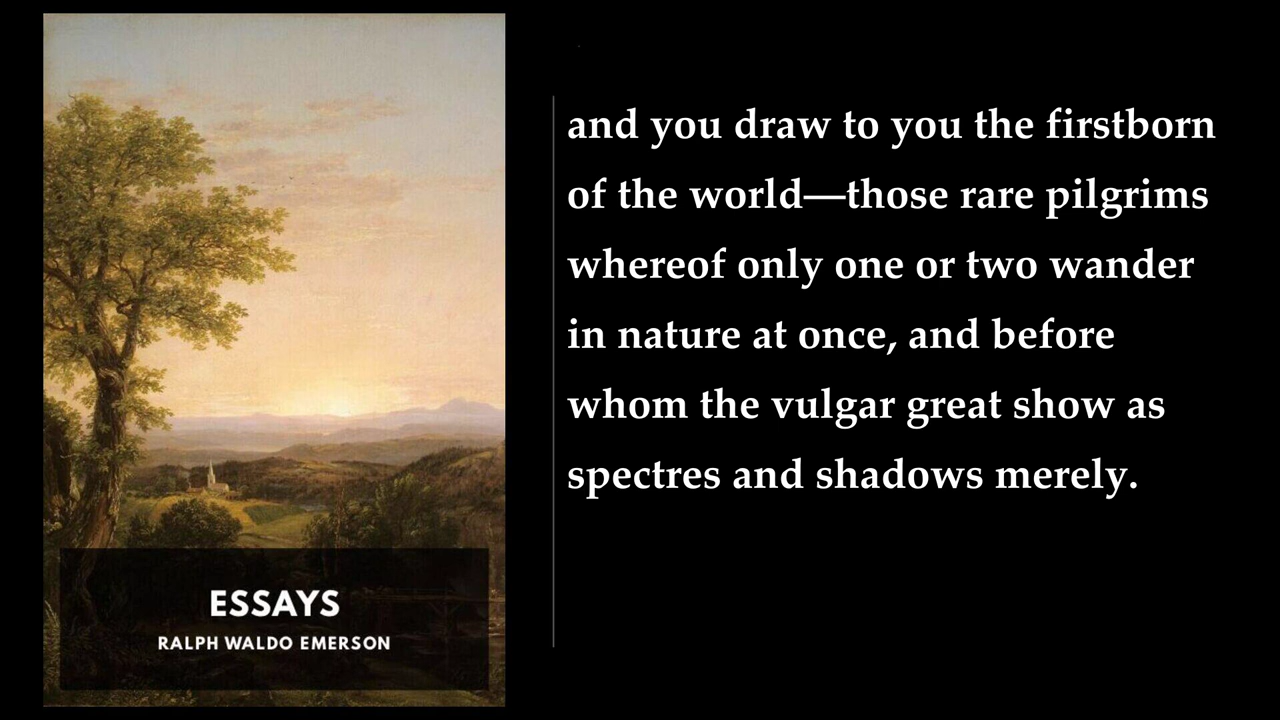 ESSAYS
RALPH WALDO EMERSON
and you draw to you the firstborn
of the world—those rare pilgrims
whereof only one or two wander
in nature at once, and before
whom the vulgar great show as
spectres and shadows merely.